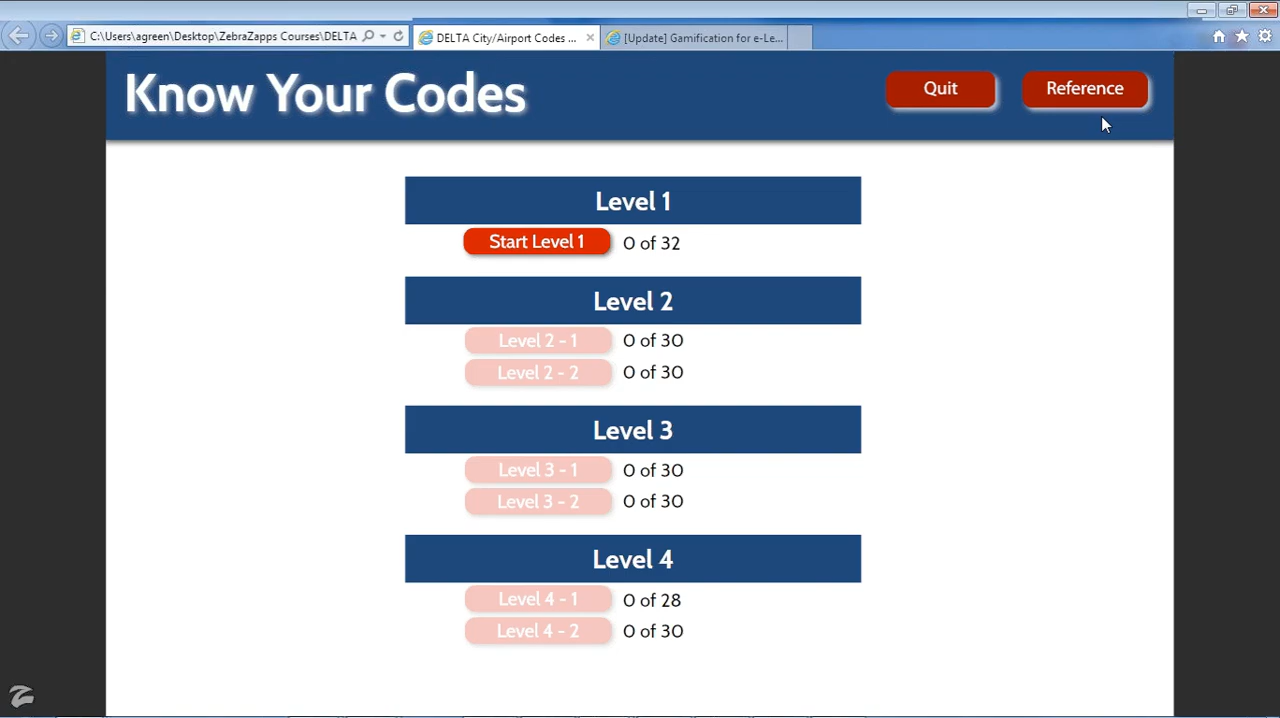 C:\Users\agreen\Desktop\ZebraZapps Courses\DELTA
DELTA City/Airport Codes ...
[Update] Gamification for e-Le...
Know Your Codes
Quit
Reference
Level 1
Start Level 1 0 of 32
Level 2
Level 2 - 1 0 of 30
Level 2 - 2 0 of 30
Level 3
Level 3 - 1 0 of 30
Level 3 - 2 0 of 30
Level 4
Level 4 - 1 0 of 28
Level 4 - 2 0 of 30